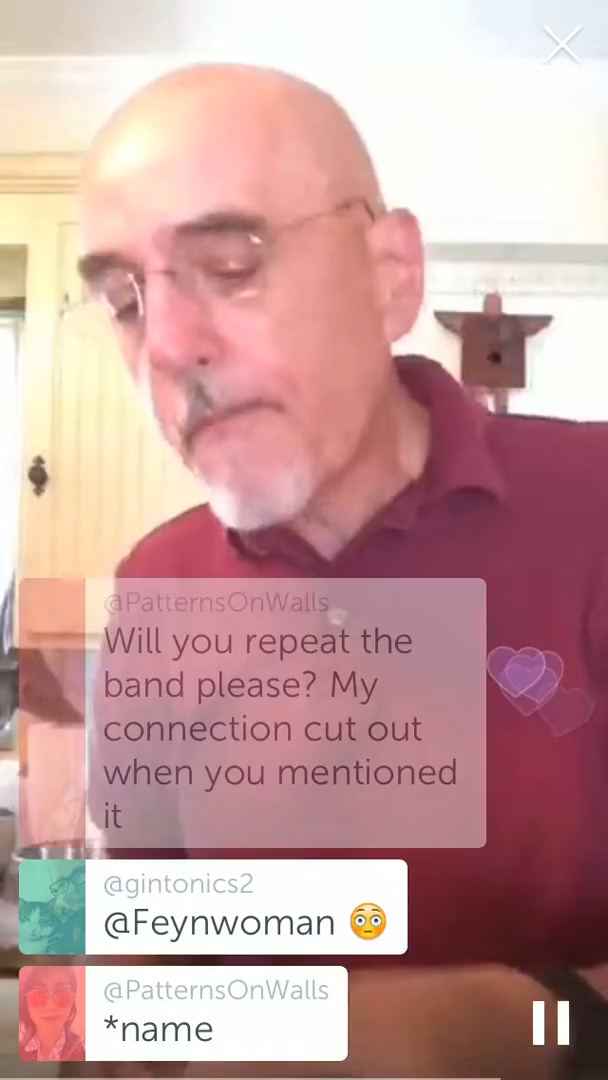 @PatternsOnWalls
Will you repeat the
band please? My
connection cut out
when you mentioned
it
@gintonics2
@Feynwoman 😳
@PatternsOnWalls
*name